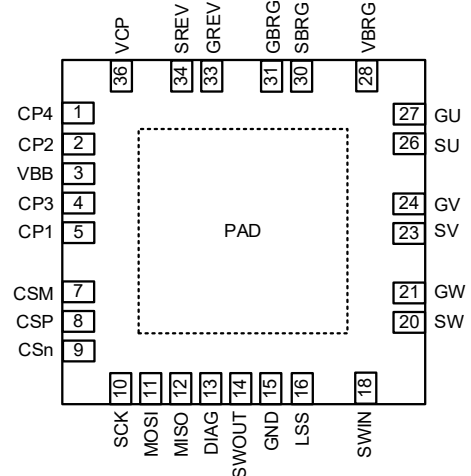 VCP
SREV
GREV
GBRG
SBRG
VBRG
36
34
33
31
30
28
CP4 1
CP2 2
VBB 3
CP3 4
CP1 5
CSM 7
CSP 8
CSn 9
PAD
27 GU
26 SU
24 GV
23 SV
21 GW
20 SW
10
11
12
13
14
15
16
18
SCK
MOSI
MISO
DIAG
SWOUT
GND
LSS
SWIN